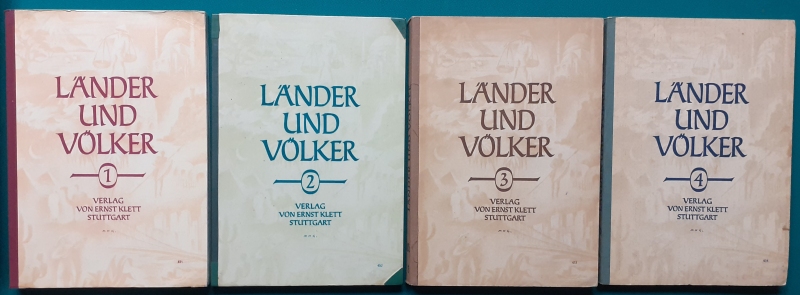 LÄNDER
UND
VÖLKER
1
VERLAG
VON ERNST KLETT
STUTTGART
LÄNDER
UND
VÖLKER
2
VERLAG
VON ERNST KLETT
STUTTGART
LÄNDER
UND
VÖLKER
3
VERLAG
VON ERNST KLETT
STUTTGART
LÄNDER
UND
VÖLKER
4
VERLAG
VON ERNST KLETT
STUTTGART